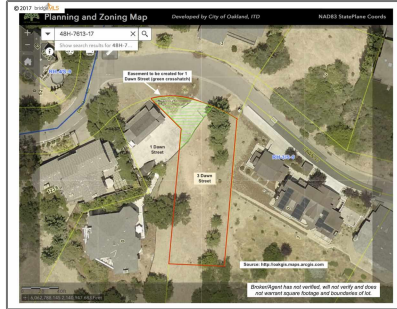 © 2017 bridgeMLS
Planning and Zoning Map
Developed by City of Oakland, ITD
NAD83 StatePlane Coords
48H-7613-17
Show search results for 48H-7...
Easement to be created for 1
Dawn Street (green crosshatch)
1 Dawn
Street
3 Dawn
Street
Source: http://oakgis.maps.arcgis.com
Broker/Agent has not verified, will not verify and does
not warrant square footage and boundaries of lot.